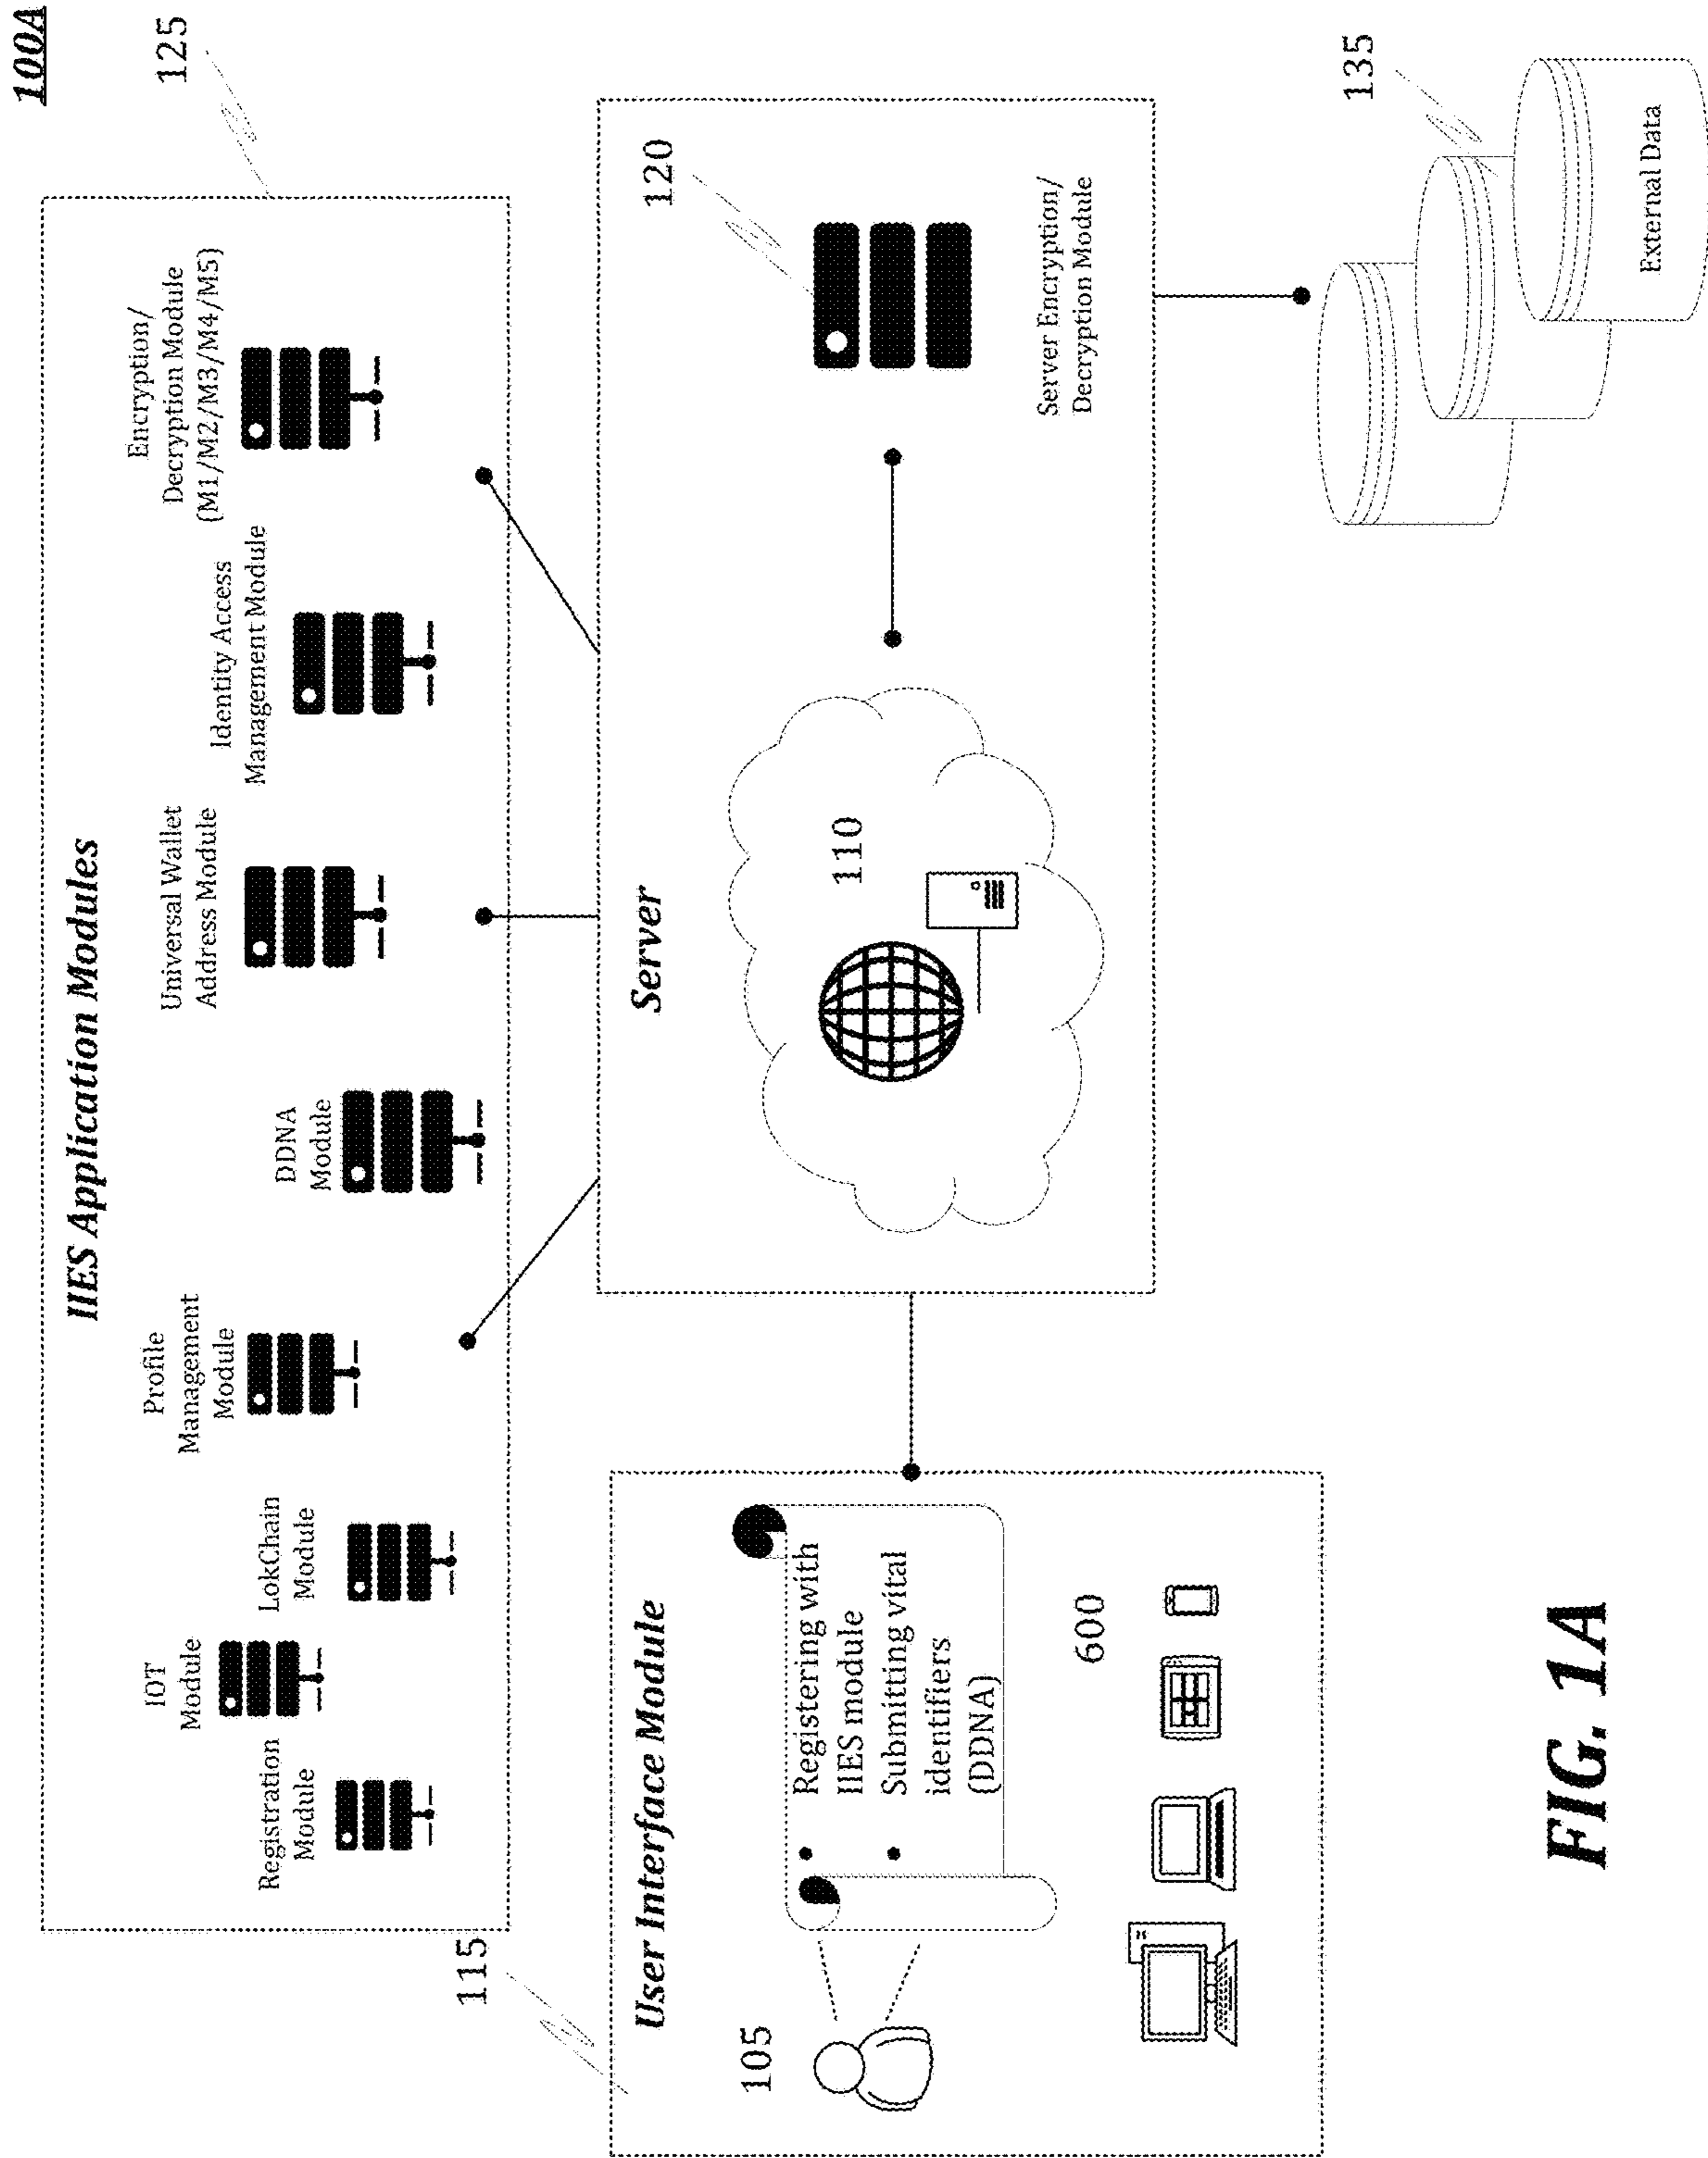 100A
125
IIES Application Modules
Registration
Module
IOT
Module
LokChain
Module
Profile
Management
Module
DDNA
Module
Universal Wallet
Address Module
Identity Access
Management Module
Encryption/
Decryption Module
(M1/M2/M3/M4/M5)
115
User Interface Module
105
• Registering with
IIES module
• Submitting vital
identifiers
(DDNA)
600
Server
110
120
Server Encryption/
Decryption Module
135
External Data
FIG. 1A